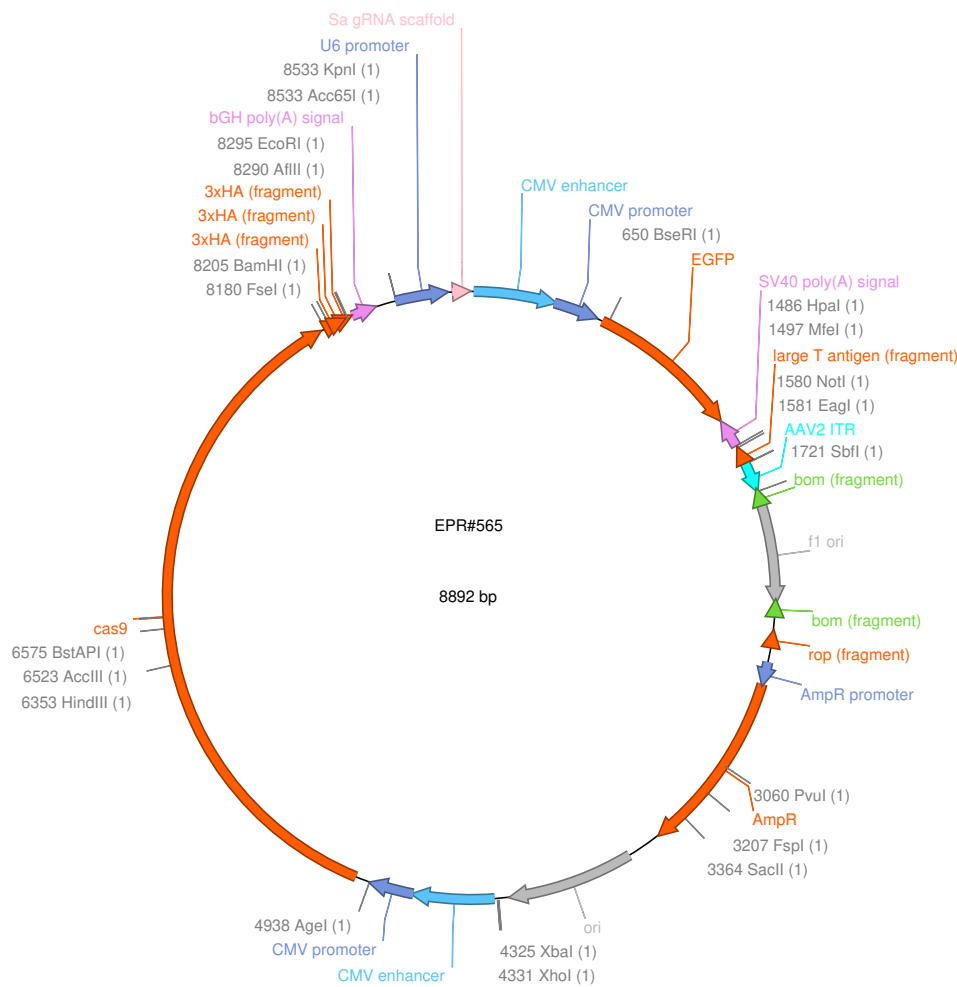 Sa gRNA scaffold
U6 promoter
8533 KpnI (1)
8533 Acc65I (1)
bGH poly(A) signal
8295 EcoRI (1)
8290 AflII (1)
3xHA (fragment)
3xHA (fragment)
3xHA (fragment)
8205 BamHI (1)
8180 FseI (1)
CMV enhancer
CMV promoter
650 BseRI (1)
EGFP
SV40 poly(A) signal
1486 HpaI (1)
1497 MfeI (1)
large T antigen (fragment)
1580 NotI (1)
1581 EagI (1)
AAV2 ITR
1721 SbfI (1)
bom (fragment)
f1 ori
EPR#565
8892 bp
bom (fragment)
rop (fragment)
AmpR promoter
3060 PvuI (1)
AmpR
3207 FspI (1)
3364 SacII (1)
ori
4325 XbaI (1)
4331 XhoI (1)
CMV enhancer
CMV promoter
4938 AgeI (1)
cas9
6575 BstAPI (1)
6523 AccIII (1)
6353 HindIII (1)